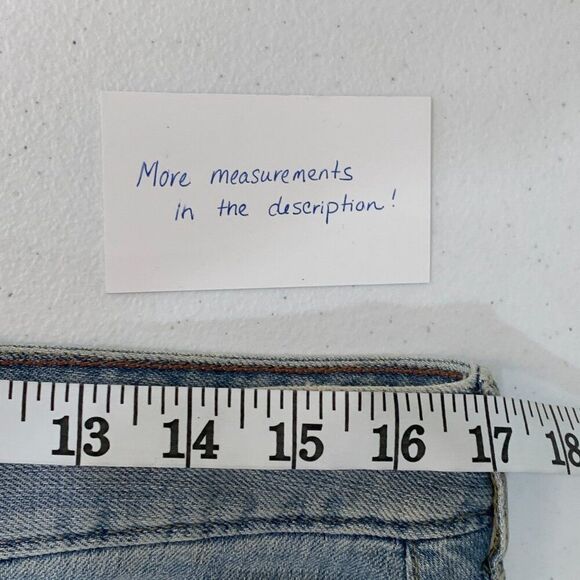 More measurements
in the description!
13 14 15 16 17 18